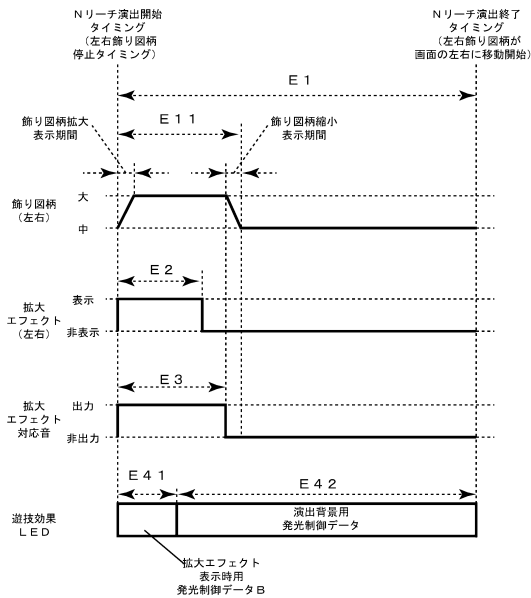 Nリーチ演出開始
タイミング
(左右飾り図柄
停止タイミング)
Nリーチ演出終了
タイミング
(左右飾り図柄が
画面の左右に移動開始)
E1
飾り図柄拡大
表示期間
E11
飾り図柄縮小
表示期間
飾り図柄
(左右)
大
中
E2
拡大
エフェクト
(左右)
表示
非表示
E3
拡大
エフェクト
対応音
出力
非出力
E41
E42
遊技効果
LED
演出背景用
発光制御データ
拡大エフェクト
表示時用
発光制御データB